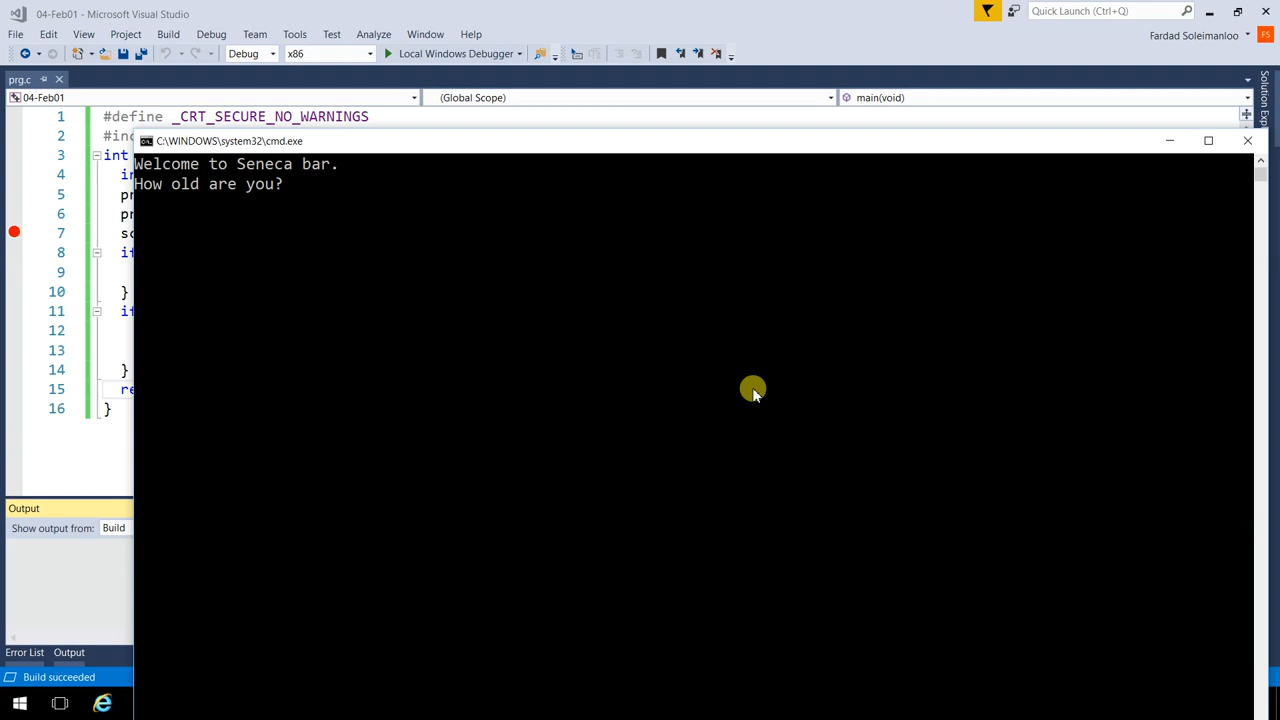 04-Feb01 - Microsoft Visual Studio
Quick Launch (Ctrl+Q)
File Edit View Project Build Debug Team Tools Test Analyze Window Help
Fardad Soleimanloo FS
Debug x86 Local Windows Debugger
prg.c
04-Feb01 (Global Scope) main(void)
Solution Exp
1 #define _CRT_SECURE_NO_WARNINGS
2 #inc
3 int
4 in
5 pr
6 pr
7 sc
8 if
9
10 }
11 if
12
13
14 }
15 re
16 }
C:\WINDOWS\system32\cmd.exe
Welcome to Seneca bar.
How old are you?
Output
Show output from: Build
Error List Output
Build succeeded